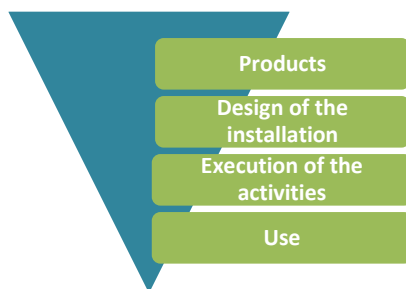 Products
Design of the
installation
Execution of the
activities
Use